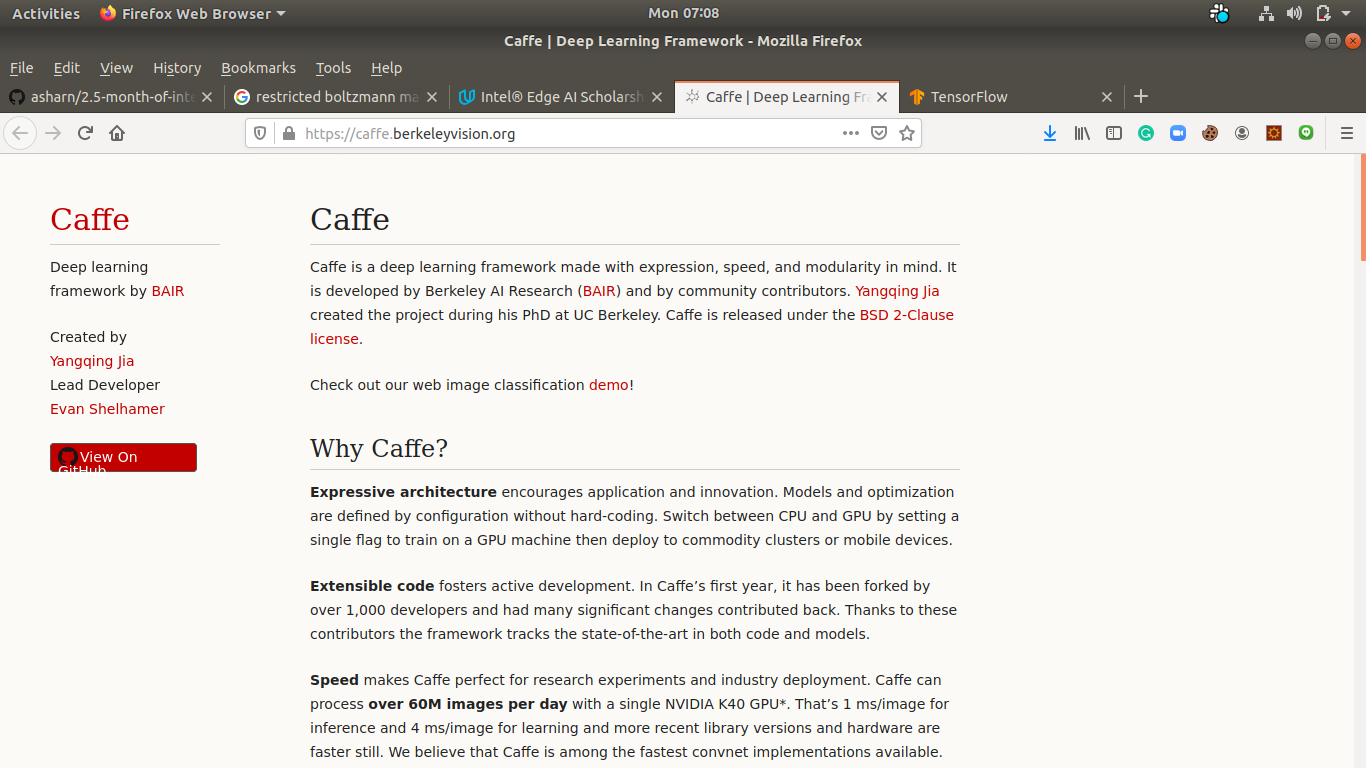 Activities Firefox Web Browser Mon 07:08
Caffe | Deep Learning Framework - Mozilla Firefox
File Edit View History Bookmarks Tools Help
asharn/2.5-month-of-inte restricted boltzmann ma Intel® Edge AI Scholarsh Caffe | Deep Learning Fra TensorFlow
https://caffe.berkeleyvision.org
Caffe
Deep learning
framework by BAIR
Created by
Yangqing Jia
Lead Developer
Evan Shelhamer
View On
GitHub
Caffe
Caffe is a deep learning framework made with expression, speed, and modularity in mind. It
is developed by Berkeley AI Research (BAIR) and by community contributors. Yangqing Jia
created the project during his PhD at UC Berkeley. Caffe is released under the BSD 2-Clause
license.
Check out our web image classification demo!
Why Caffe?
Expressive architecture encourages application and innovation. Models and optimization
are defined by configuration without hard-coding. Switch between CPU and GPU by setting a
single flag to train on a GPU machine then deploy to commodity clusters or mobile devices.
Extensible code fosters active development. In Caffe’s first year, it has been forked by
over 1,000 developers and had many significant changes contributed back. Thanks to these
contributors the framework tracks the state-of-the-art in both code and models.
Speed makes Caffe perfect for research experiments and industry deployment. Caffe can
process over 60M images per day with a single NVIDIA K40 GPU*. That’s 1 ms/image for
inference and 4 ms/image for learning and more recent library versions and hardware are
faster still. We believe that Caffe is among the fastest convnet implementations available.